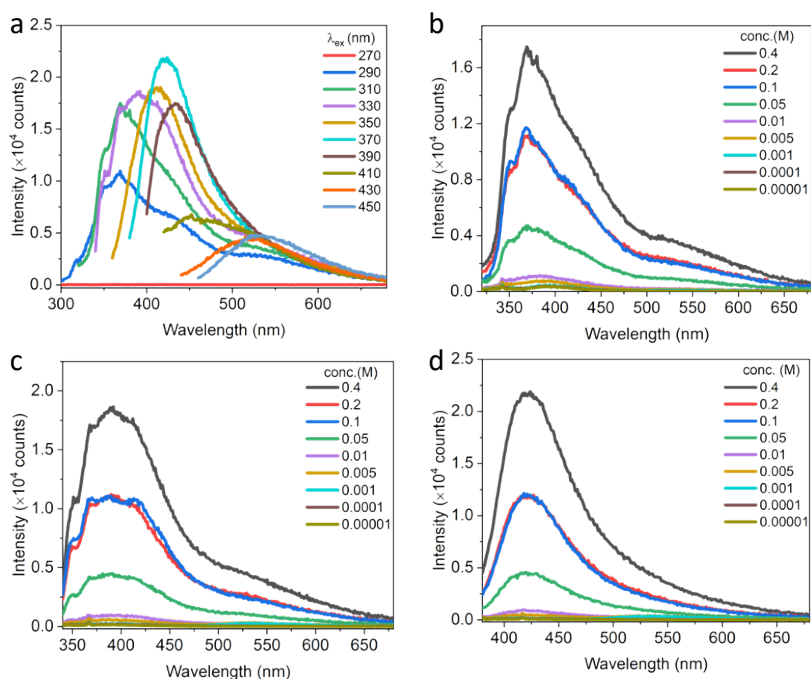 a
λex (nm)
270
290
310
330
350
370
390
410
430
450
2.5
2.0
1.5
1.0
0.5
0.0
300 400 500 600
Intensity (×10⁴ counts)
Wavelength (nm)
b
conc.(M)
0.4
0.2
0.1
0.05
0.01
0.005
0.001
0.0001
0.00001
1.6
1.2
0.8
0.4
0.0
350 400 450 500 550 600 650
Intensity (×10⁴ counts)
Wavelength (nm)
c
conc.(M)
0.4
0.2
0.1
0.05
0.01
0.005
0.001
0.0001
0.00001
2.0
1.5
1.0
0.5
0.0
350 400 450 500 550 600 650
Intensity (×10⁴ counts)
Wavelength (nm)
d
conc. (M)
0.4
0.2
0.1
0.05
0.01
0.005
0.001
0.0001
0.00001
2.5
2.0
1.5
1.0
0.5
0.0
400 450 500 550 600 650
Intensity (×10⁴ counts)
Wavelength (nm)